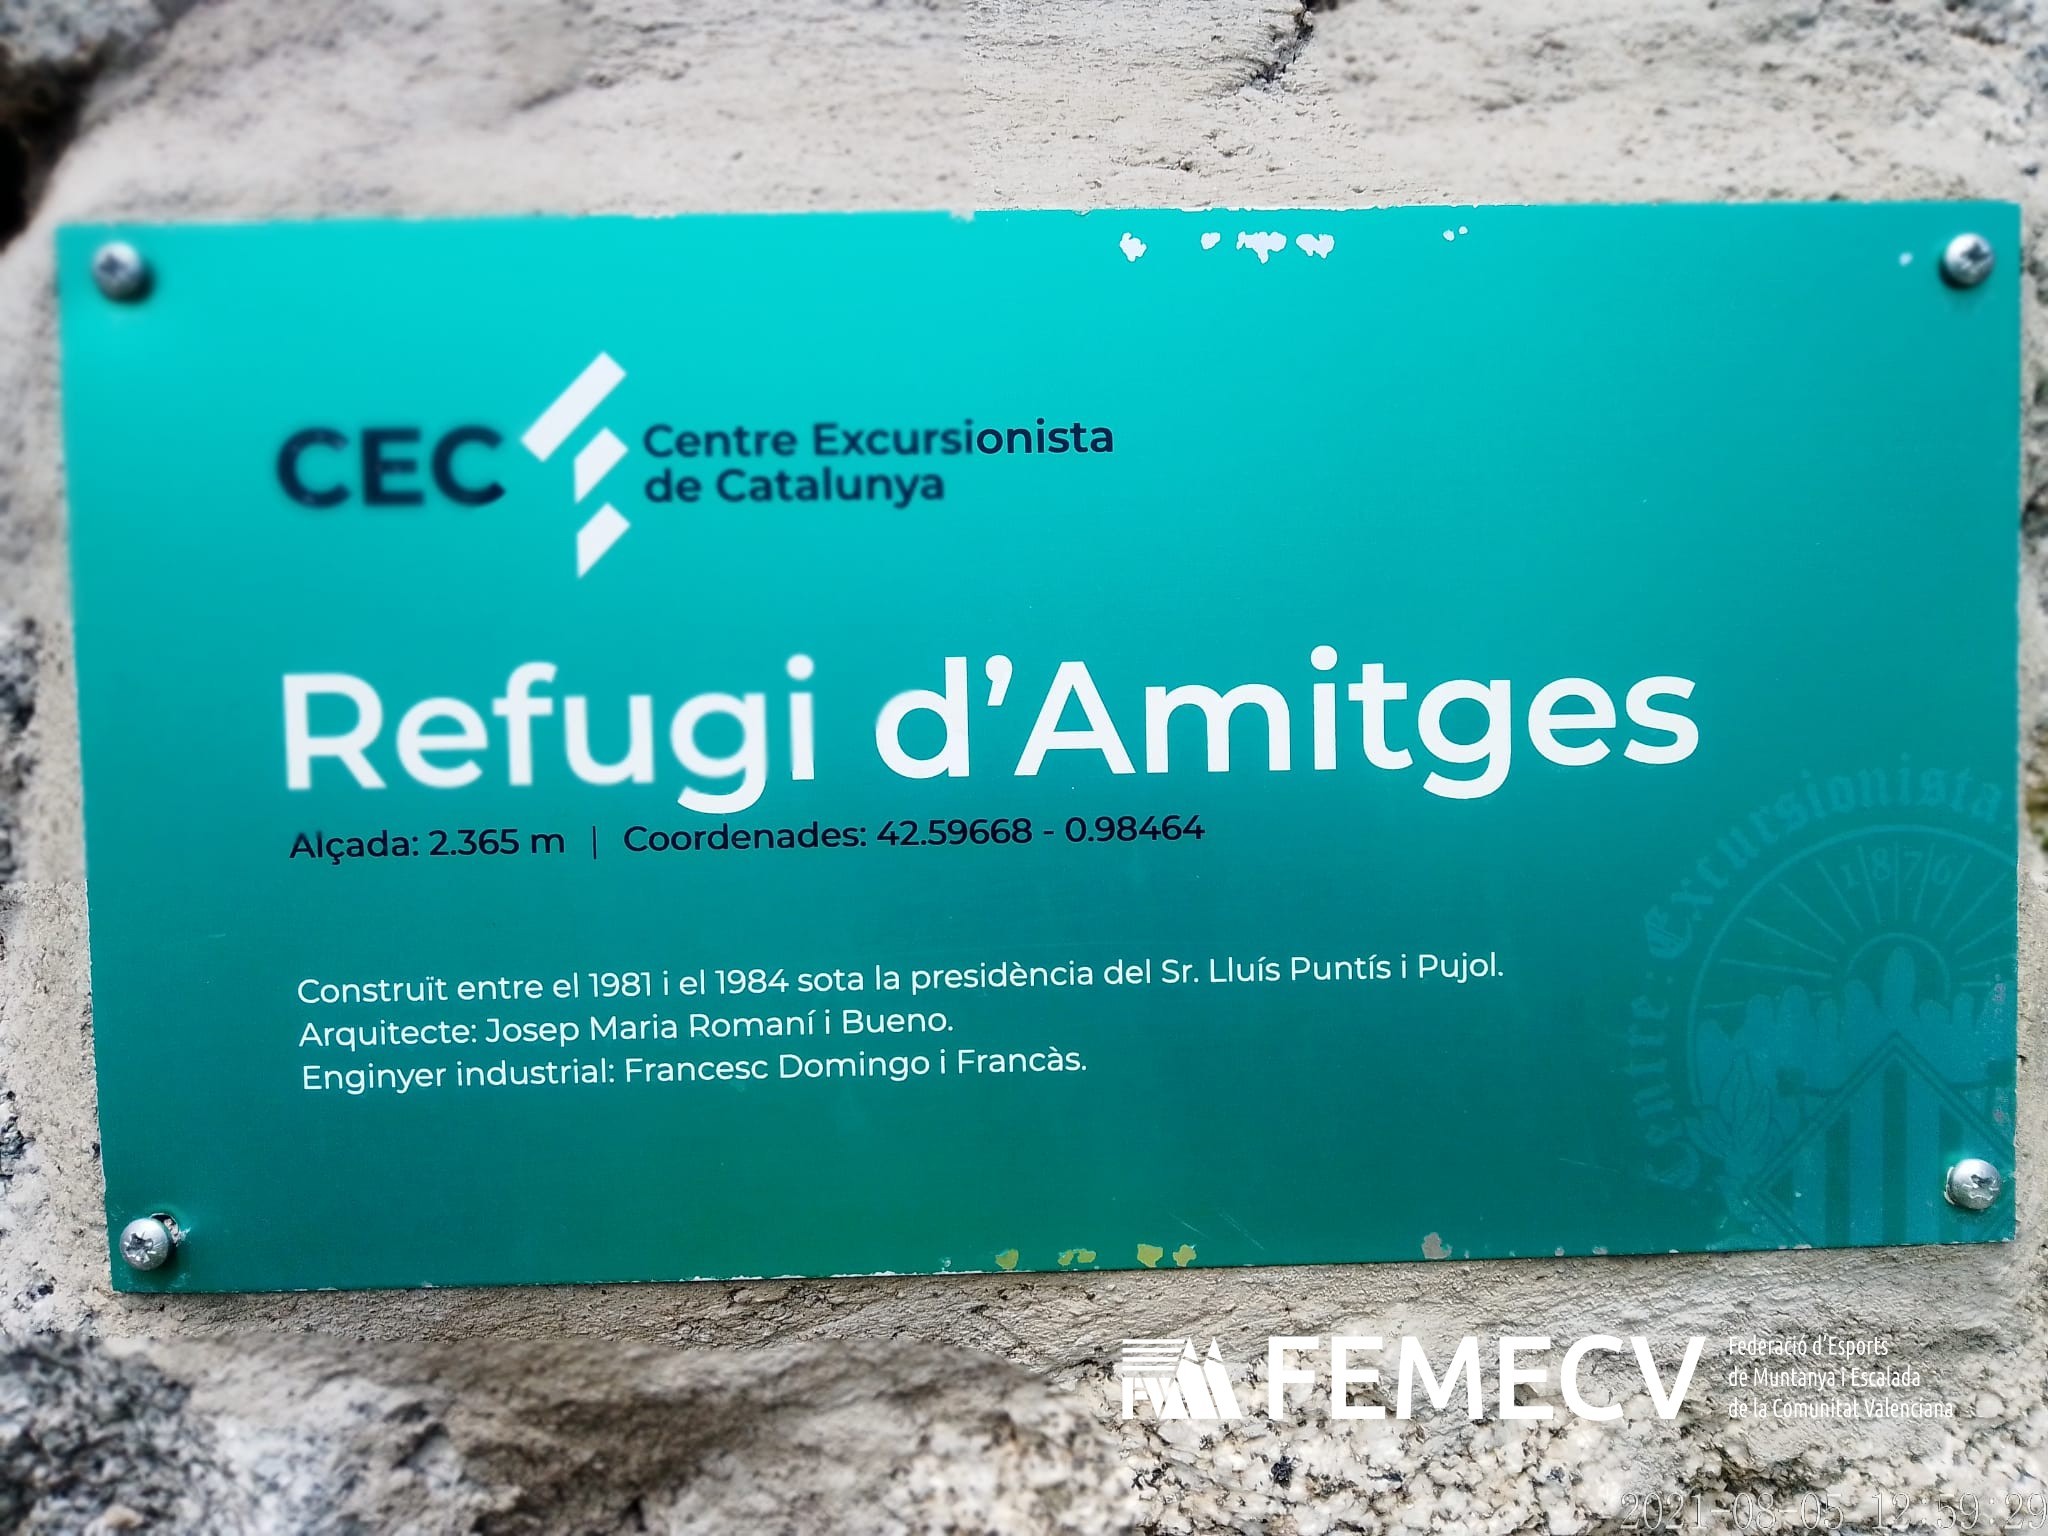 CEC
Centre Excursionista
de Catalunya
Refugi d'Amitges
Alçada: 2.365 m | Coordenades: 42.59668 - 0.98464
Construït entre el 1981 i el 1984 sota la presidència del Sr. Lluís Puntís i Pujol.
Arquitecte: Josep Maria Romaní i Bueno.
Enginyer industrial: Francesc Domingo i Francàs.
Centre : Excursionista
1876
FEMECV
Federació d'Esports
de Muntanya i Escalada
de la Comunitat Valenciana
2021-08-05 12:59:29